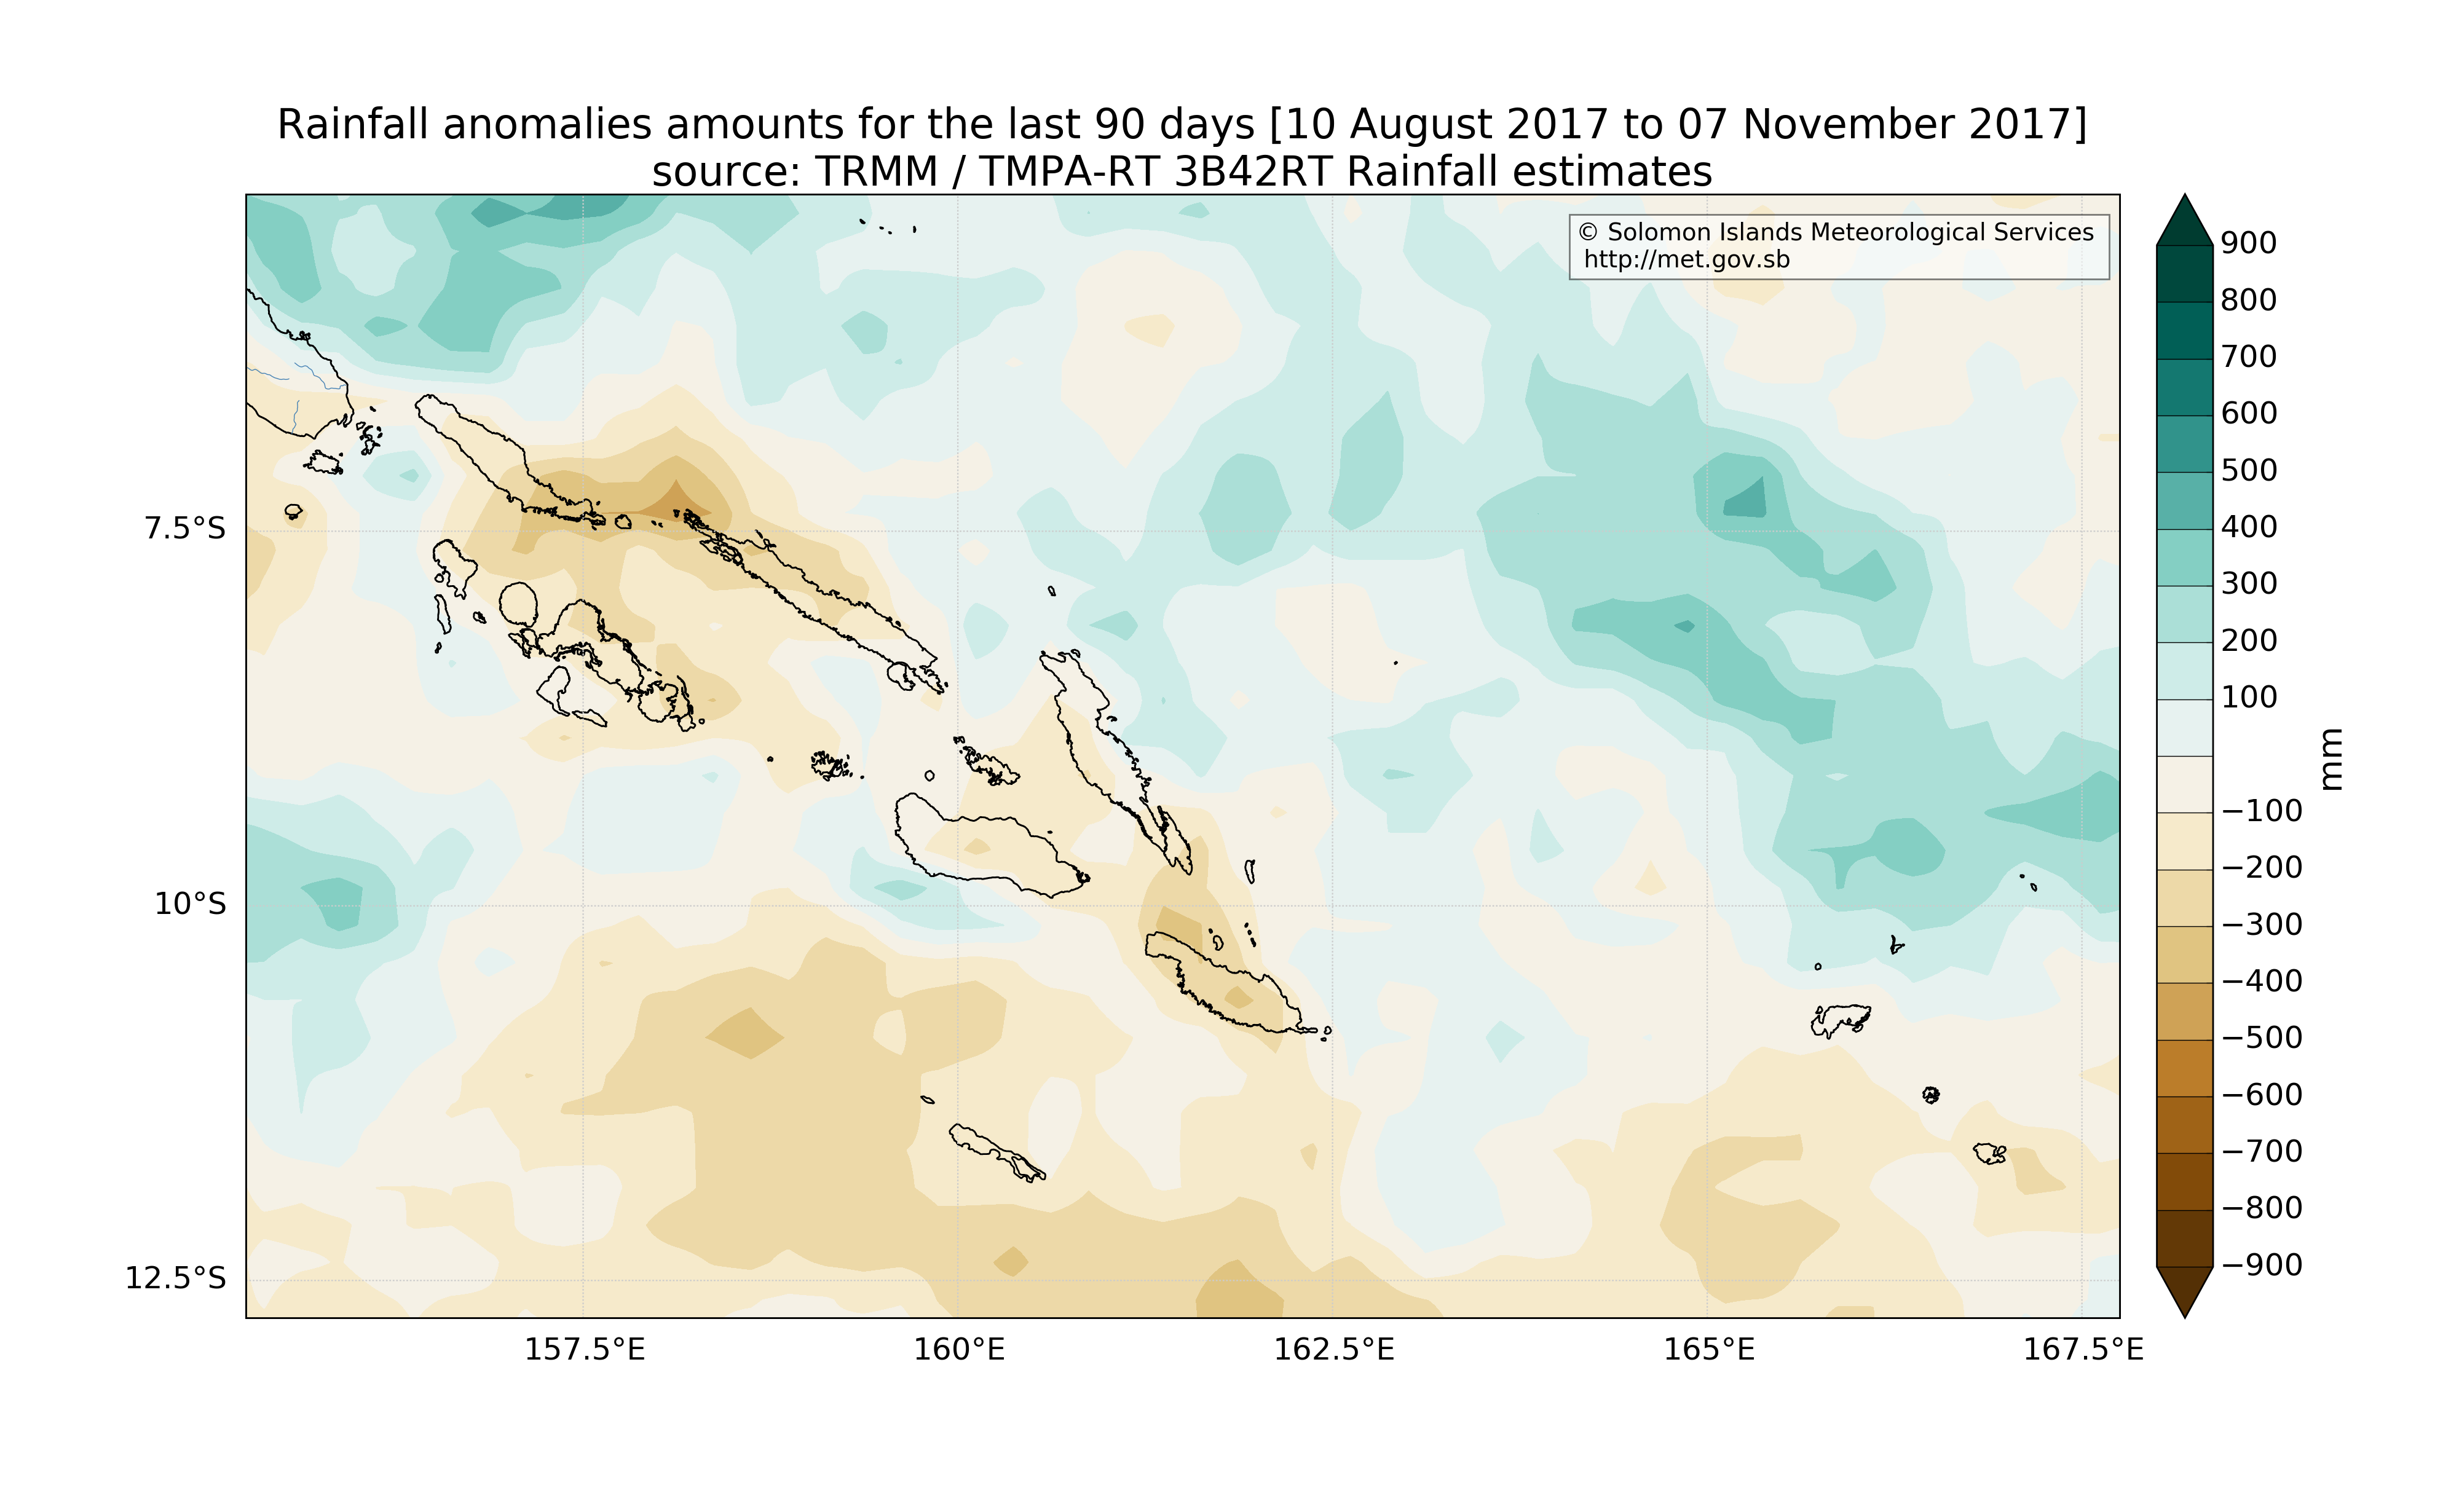 Rainfall anomalies amounts for the last 90 days [10 August 2017 to 07 November 2017]
source: TRMM / TMPA-RT 3B42RT Rainfall estimates
© Solomon Islands Meteorological Services
http://met.gov.sb
7.5°S
10°S
12.5°S
157.5°E
160°E
162.5°E
165°E
167.5°E
900
800
700
600
500
400
300
200
100
−100
−200
−300
−400
−500
−600
−700
−800
−900
mm